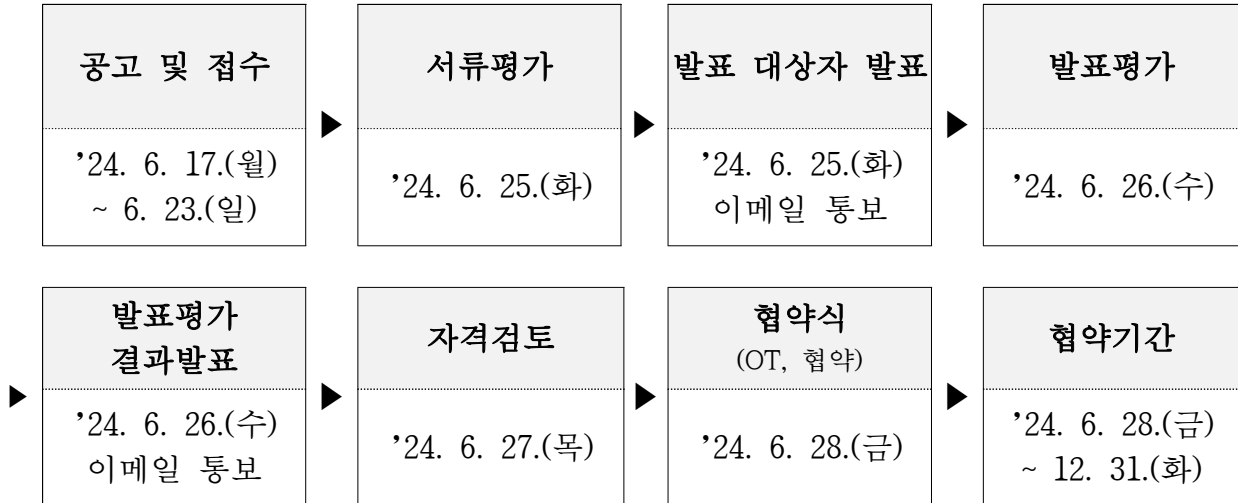 공고 및 접수
’24. 6. 17.(월)
~ 6. 23.(일)
▶
서류평가
’24. 6. 25.(화)
▶
발표 대상자 발표
’24. 6. 25.(화)
이메일 통보
▶
발표평가
’24. 6. 26.(수)
▶
발표평가
결과발표
’24. 6. 26.(수)
이메일 통보
▶
자격검토
’24. 6. 27.(목)
▶
협약식
(OT, 협약)
’24. 6. 28.(금)
▶
협약기간
’24. 6. 28.(금)
~ 12. 31.(화)